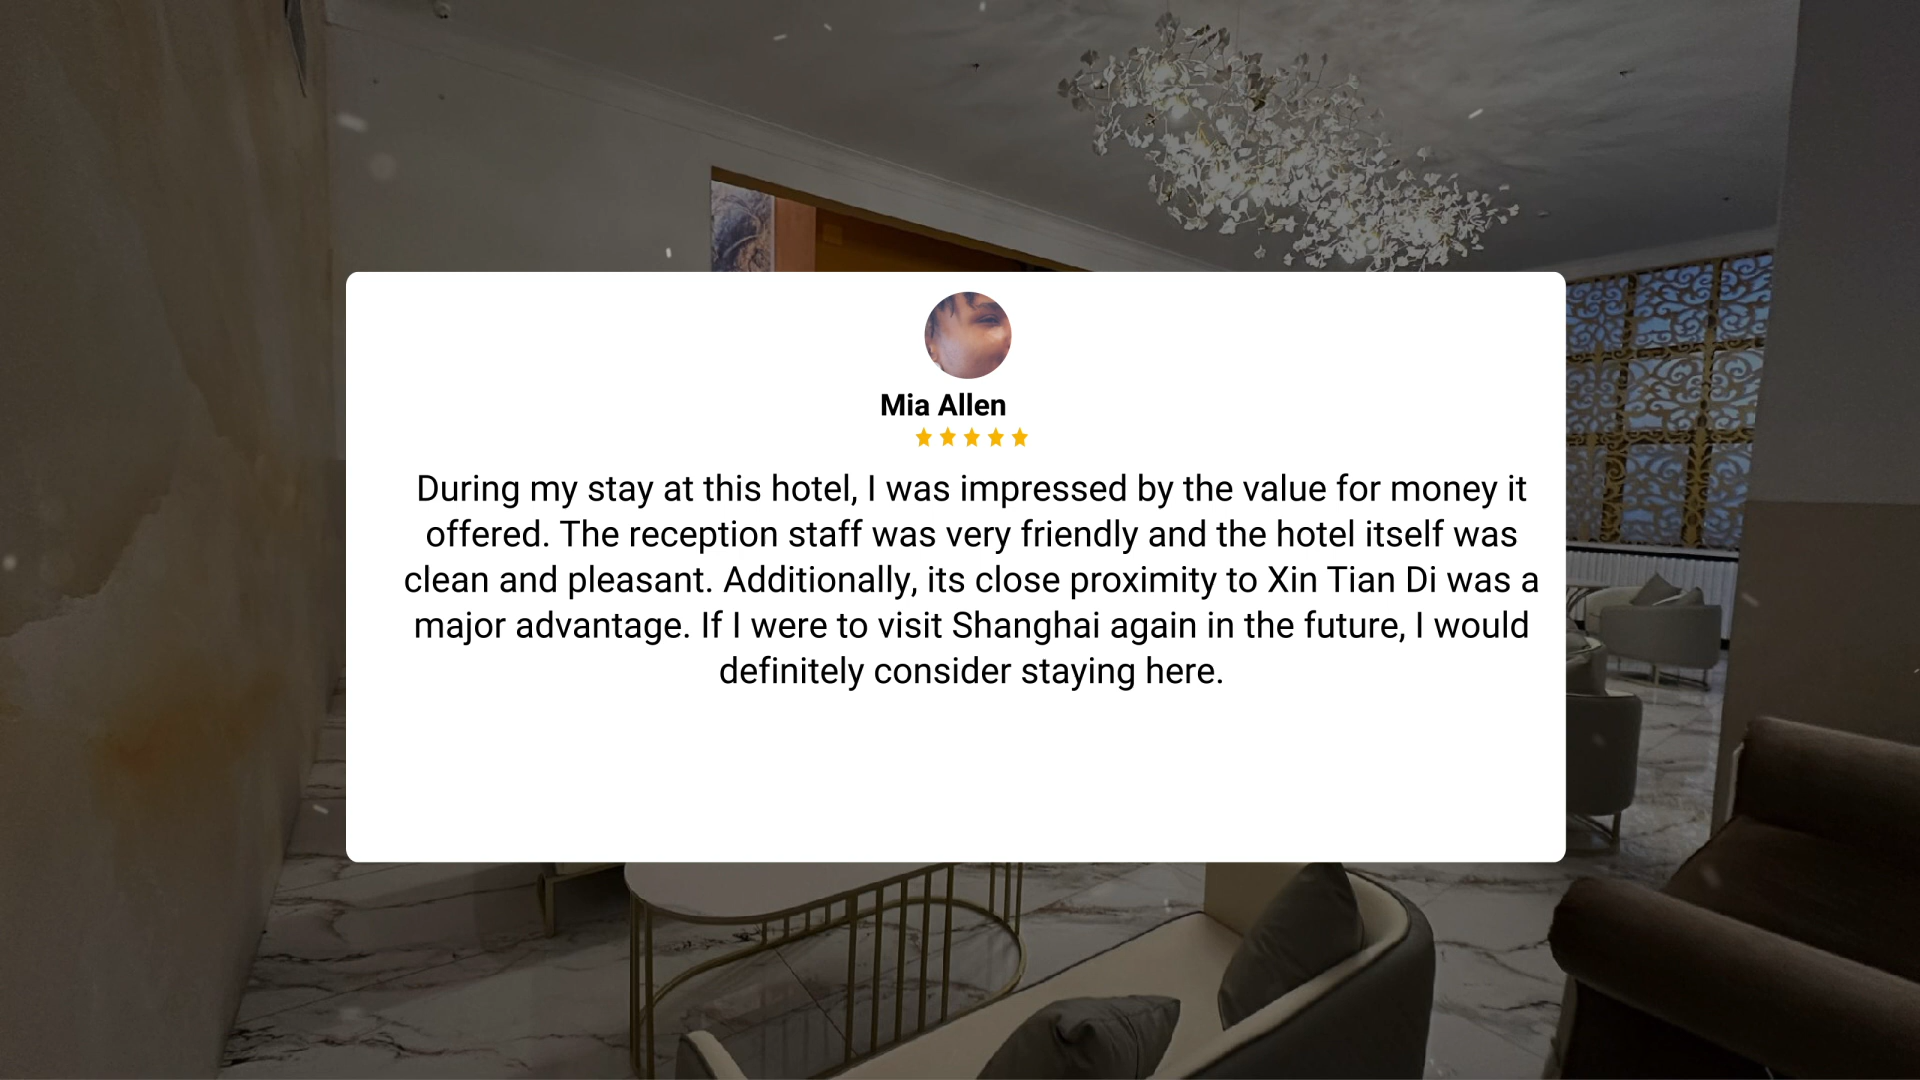 Mia Allen
During my stay at this hotel, I was impressed by the value for money it
offered. The reception staff was very friendly and the hotel itself was
clean and pleasant. Additionally, its close proximity to Xin Tian Di was a
major advantage. If I were to visit Shanghai again in the future, I would
definitely consider staying here.